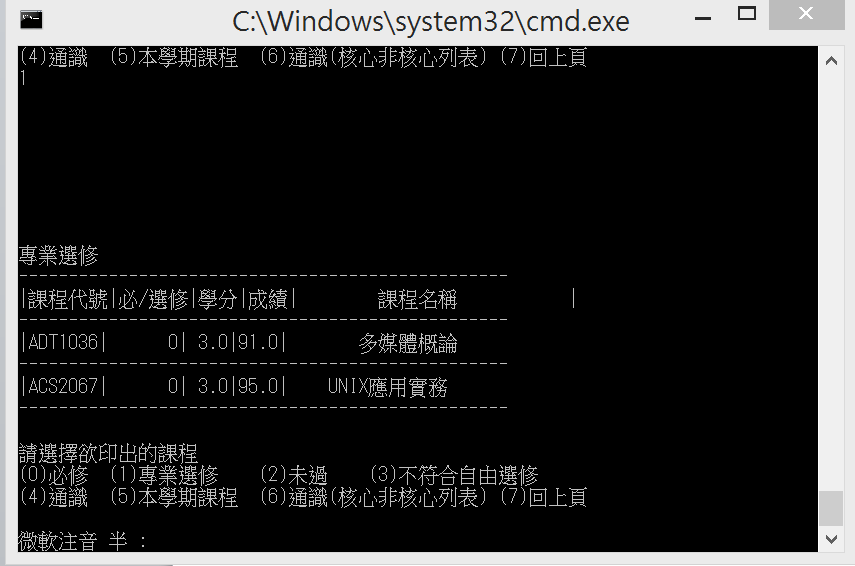 C:\Windows\system32\cmd.exe
(4)通識  (5)本學期課程  (6)通識(核心非核心列表) (7)回上頁
1
專業選修
-------------------------------------------------
|課程代號|必/選修|學分|成績|        課程名稱           |
-------------------------------------------------
|ADT1036|      0| 3.0|91.0|       多媒體概論
-------------------------------------------------
|ACS2067|      0| 3.0|95.0|    UNIX應用實務
-------------------------------------------------
請選擇欲印出的課程
(0)必修  (1)專業選修    (2)未過    (3)不符合自由選修
(4)通識  (5)本學期課程  (6)通識(核心非核心列表) (7)回上頁
微軟注音 半 :